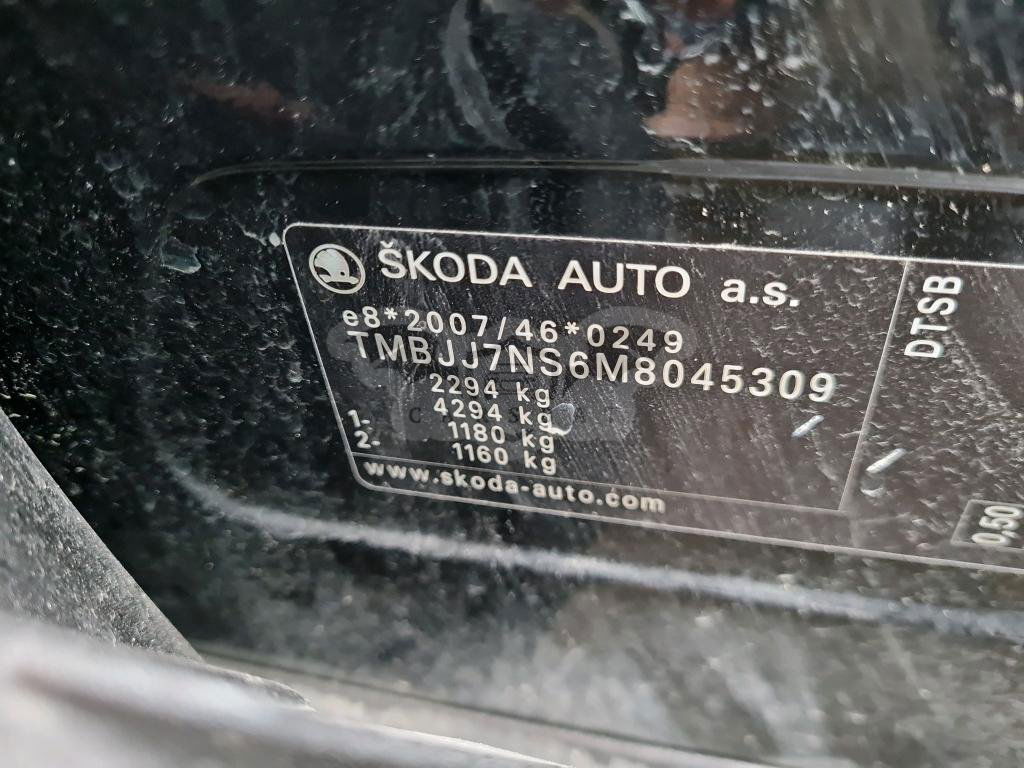 ŠKODA AUTO a.s.
e8*2007/46*0249
TMBJJ7NS6M8045309
2294 kg
4294 kg
1- 1180 kg
2- 1160 kg
www.skoda-auto.com
DTSB
0,50